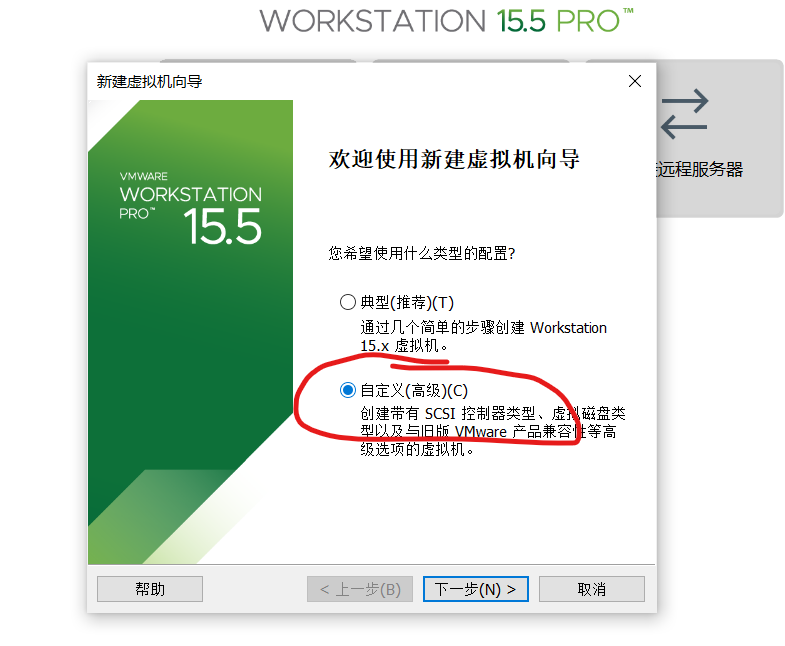 WORKSTATION 15.5 PRO™
新建虚拟机向导
VMWARE
WORKSTATION
PRO™ 15.5
欢迎使用新建虚拟机向导
远程服务器
您希望使用什么类型的配置?
典型(推荐)(T)
通过几个简单的步骤创建 Workstation
15.x 虚拟机。
自定义(高级)(C)
创建带有 SCSI 控制器类型、虚拟磁盘类
型以及与旧版 VMware 产品兼容性等高
级选项的虚拟机。
帮助
< 上一步(B)
下一步(N) >
取消